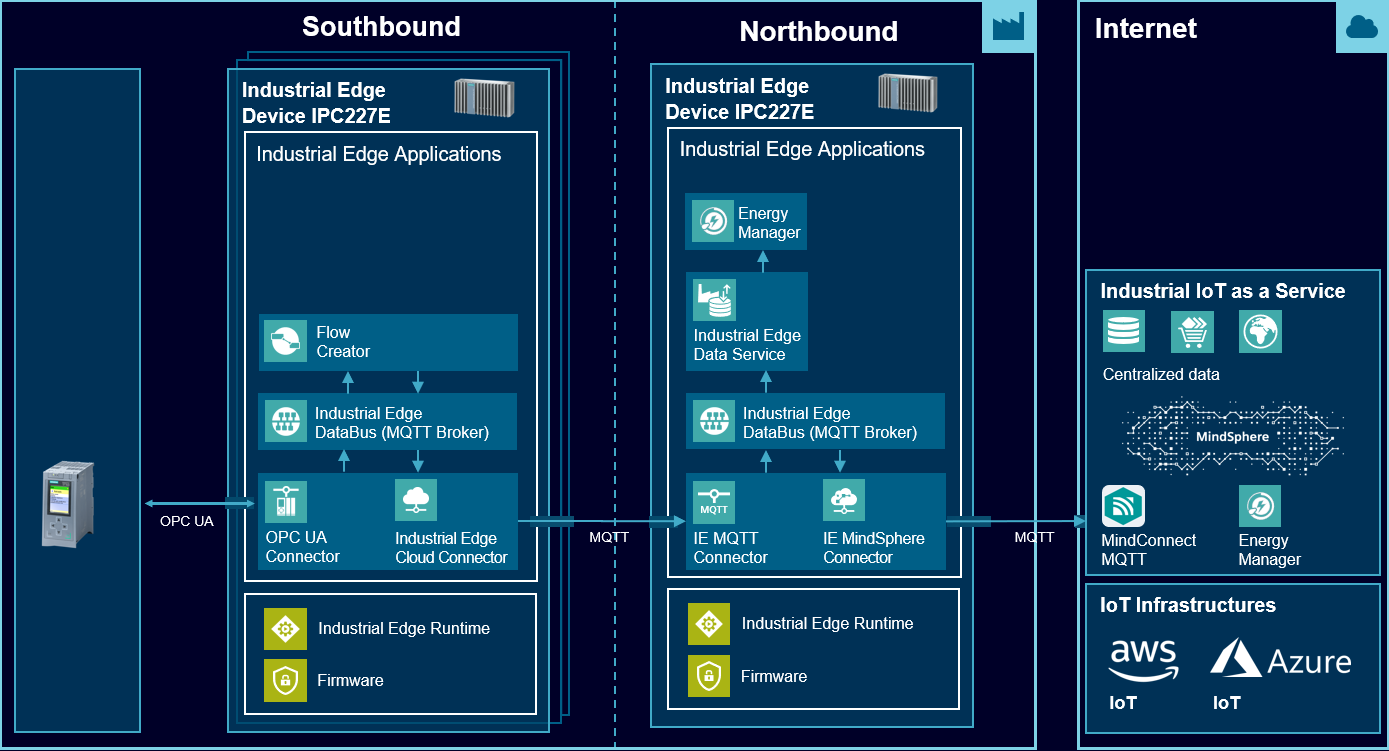 Southbound
Northbound
Internet
Industrial Edge
Device IPC227E
Industrial Edge Applications
Flow
Creator
Industrial Edge
DataBus (MQTT Broker)
OPC UA
Connector
Industrial Edge
Cloud Connector
OPC UA
Industrial Edge Runtime
Firmware
MQTT
Industrial Edge
Device IPC227E
Industrial Edge Applications
Energy
Manager
Industrial Edge
Data Service
Industrial Edge
DataBus (MQTT Broker)
MQTT
IE MQTT
Connector
IE MindSphere
Connector
Industrial Edge Runtime
Firmware
MQTT
Industrial IoT as a Service
Centralized data
MindSphere
MindConnect
MQTT
Energy
Manager
IoT Infrastructures
aws
IoT
Azure
IoT